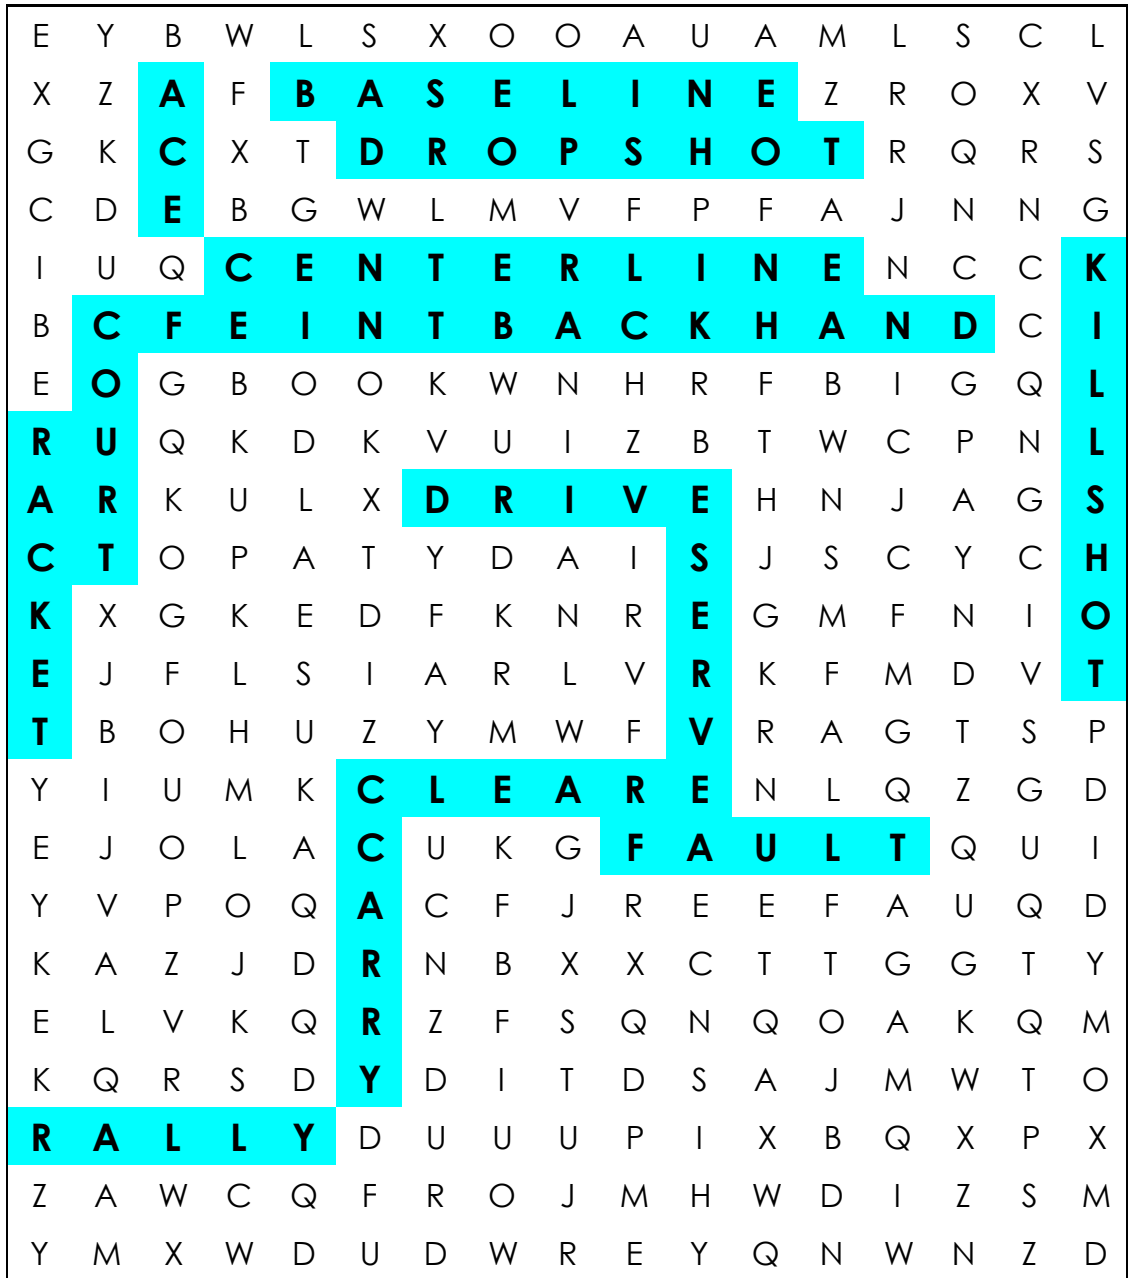 E Y B W L S X O O A U A M L S C L
X Z A F B A S E L I N E Z R O X V
G K C X T D R O P S H O T R Q R S
C D E B G W L M V F P F A J N N G
I U Q C E N T E R L I N E N C C K
B C F E I N T B A C K H A N D C I
E O G B O O K W N H R F B I G Q L
R U Q K D K V U I Z B T W C P N L
A R K U L X D R I V E H N J A G S
C T O P A T Y D A I S J S C Y C H
K X G K E D F K N R E G M F N I O
E J F L S I A R L V R K F M D V T
T B O H U Z Y M W F V R A G T S P
Y I U M K C L E A R E N L Q Z G D
E J O L A C U K G F A U L T Q U I
Y V P O Q A C F J R E E F A U Q D
K A Z J D R N B X X C T T G G T Y
E L V K Q R Z F S Q N Q O A K Q M
K Q R S D Y D I T D S A J M W T O
R A L L Y D U U U P I X B Q X P X
Z A W C Q F R O J M H W D I Z S M
Y M X W D U D W R E Y Q N W N Z D